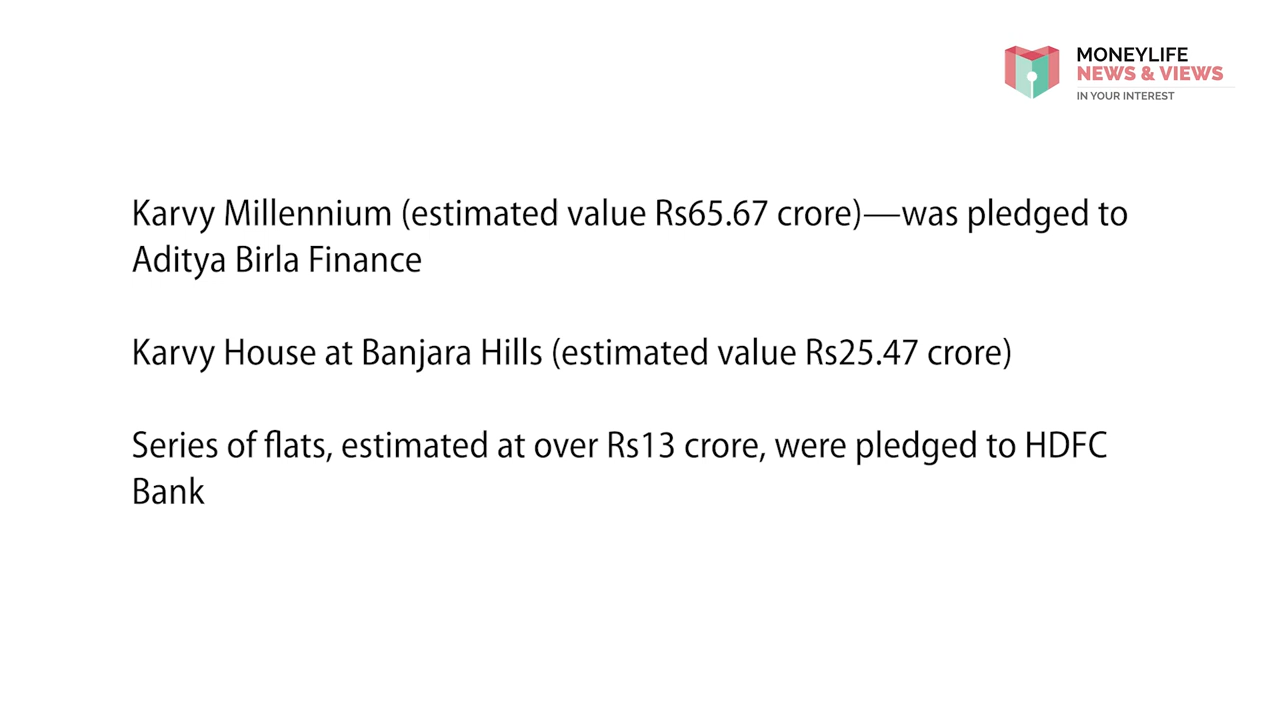 MONEYLIFE
NEWS & VIEWS
IN YOUR INTEREST
Karvy Millennium (estimated value Rs65.67 crore)—was pledged to
Aditya Birla Finance
Karvy House at Banjara Hills (estimated value Rs25.47 crore)
Series of flats, estimated at over Rs13 crore, were pledged to HDFC
Bank